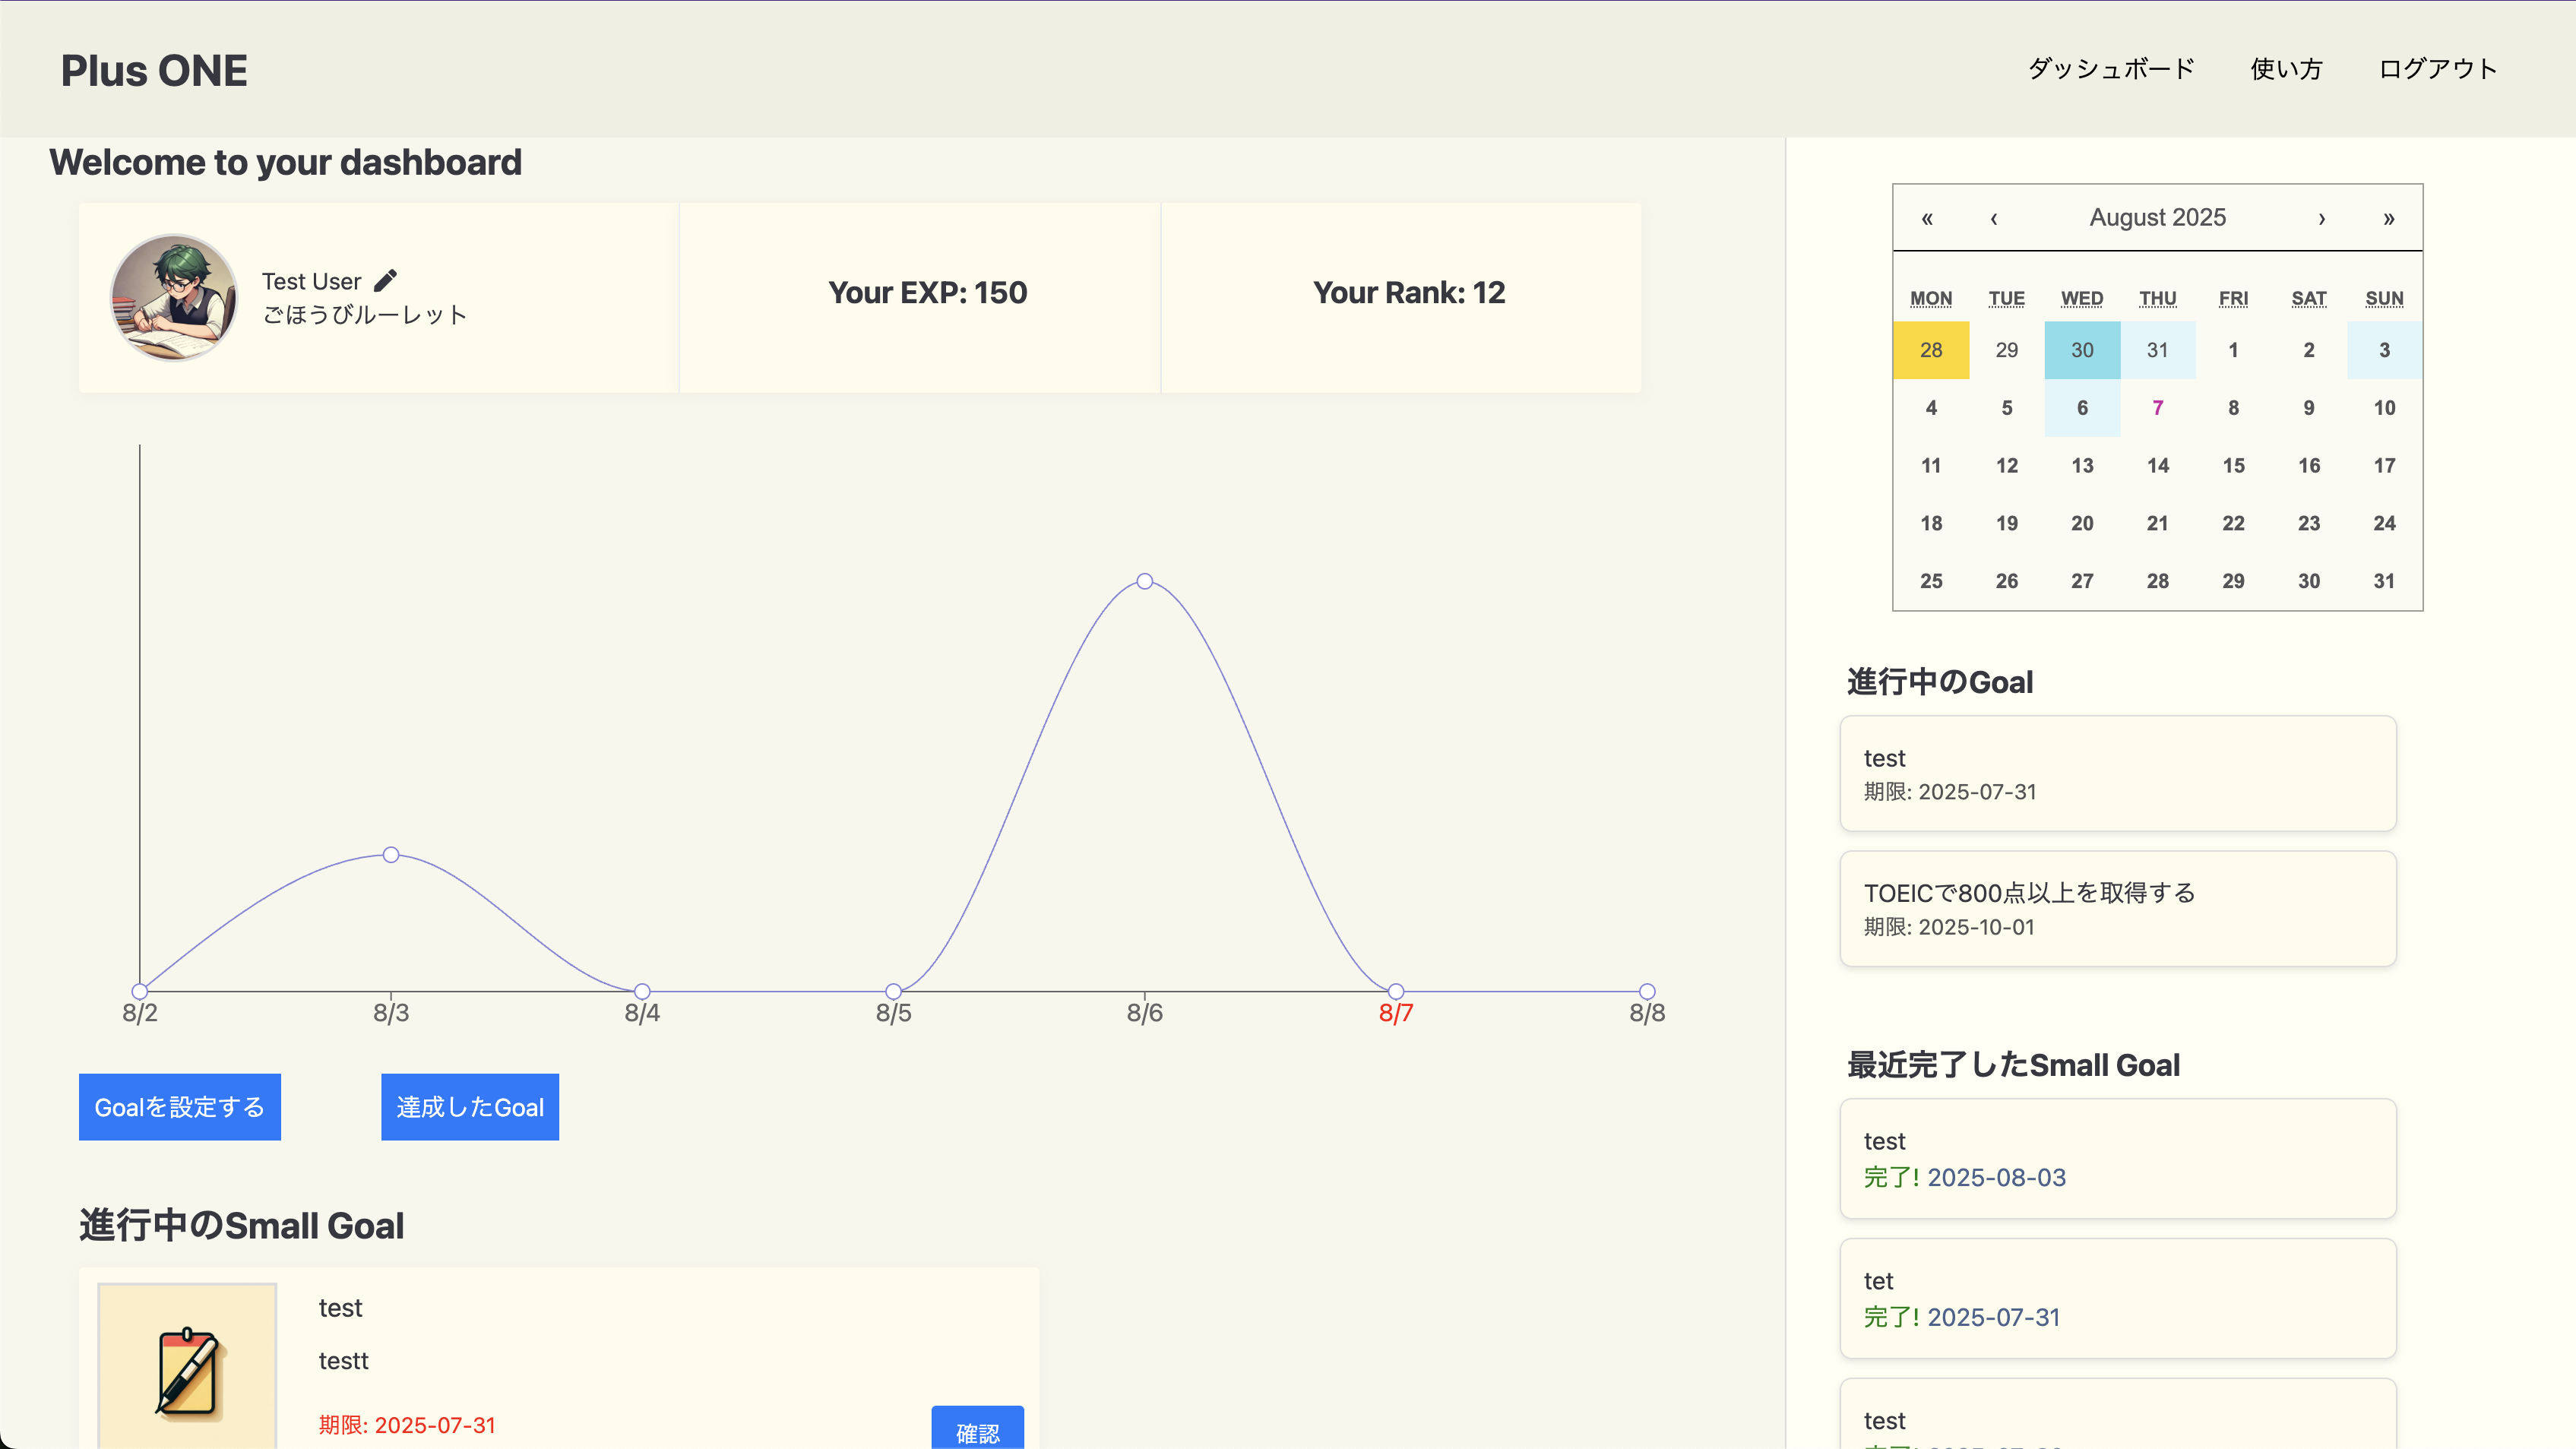 Plus ONE
ダッシュボード 使い方 ログアウト
Welcome to your dashboard
Test User
ごほうびルーレット
Your EXP: 150
Your Rank: 12
8/2 8/3 8/4 8/5 8/6 8/7 8/8
Goalを設定する
達成したGoal
進行中のSmall Goal
test
testt
期限: 2025-07-31
確認
« ‹ August 2025 › »
MON TUE WED THU FRI SAT SUN
28 29 30 31 1 2 3
4 5 6 7 8 9 10
11 12 13 14 15 16 17
18 19 20 21 22 23 24
25 26 27 28 29 30 31
進行中のGoal
test
期限: 2025-07-31
TOEICで800点以上を取得する
期限: 2025-10-01
最近完了したSmall Goal
test
完了! 2025-08-03
tet
完了! 2025-07-31
test